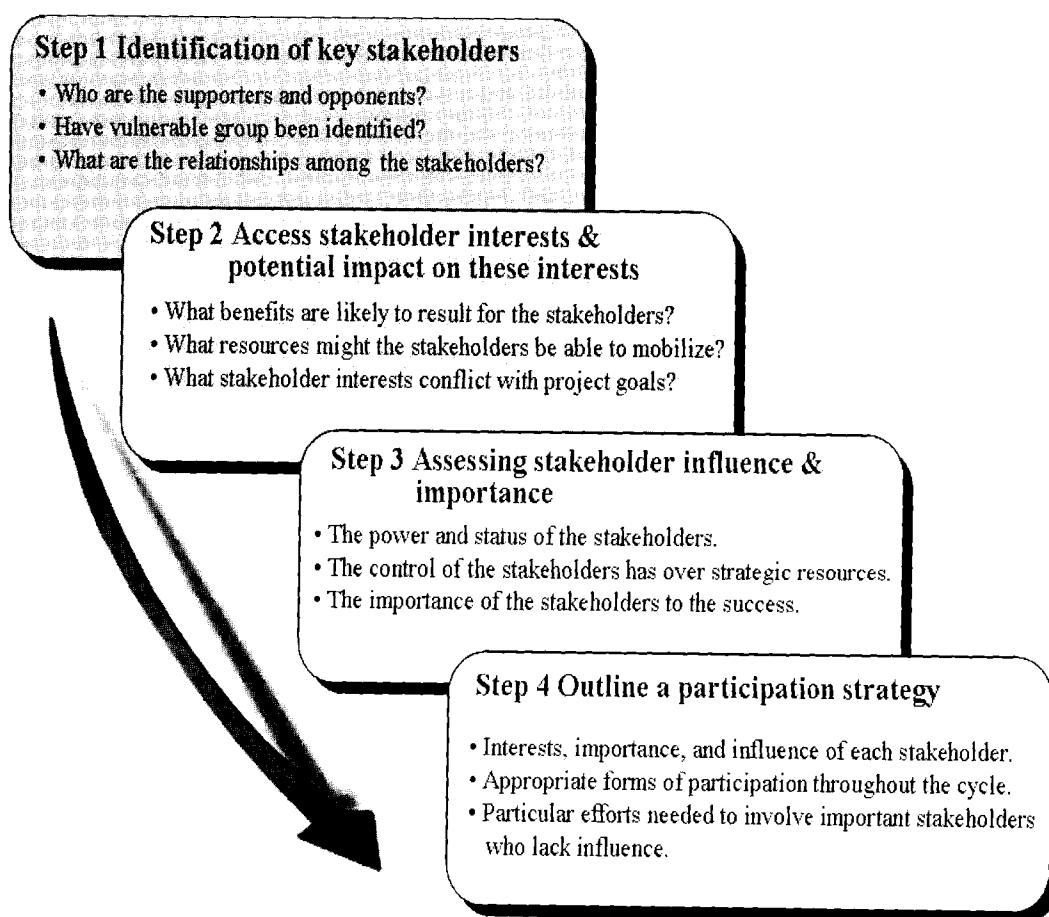 Step 1 Identification of key stakeholders
• Who are the supporters and opponents?
• Have vulnerable group been identified?
• What are the relationships among the stakeholders?
Step 2 Access stakeholder interests &
potential impact on these interests
• What benefits are likely to result for the stakeholders?
• What resources might the stakeholders be able to mobilize?
• What stakeholder interests conflict with project goals?
Step 3 Assessing stakeholder influence &
importance
• The power and status of the stakeholders.
• The control of the stakeholders has over strategic resources.
• The importance of the stakeholders to the success.
Step 4 Outline a participation strategy
• Interests, importance, and influence of each stakeholder.
• Appropriate forms of participation throughout the cycle.
• Particular efforts needed to involve important stakeholders
who lack influence.